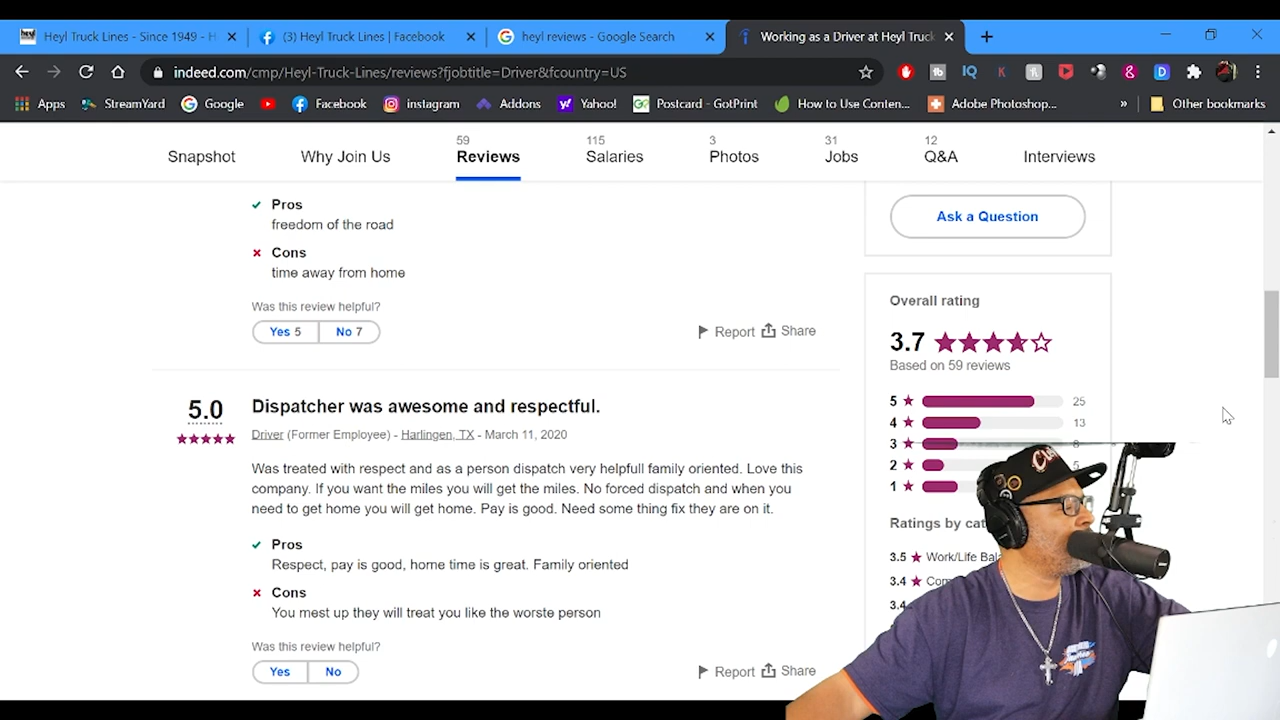 Heyl Truck Lines - Since 1949 - H
(3) Heyl Truck Lines | Facebook
heyl reviews - Google Search
Working as a Driver at Heyl Truck
indeed.com/cmp/Heyl-Truck-Lines/reviews?fjobtitle=Driver&fcountry=US
Apps StreamYard Google Facebook instagram Addons Yahoo! Postcard - GotPrint How to Use Conten... Adobe Photoshop... » Other bookmarks
59 115 3 31 12
Snapshot Why Join Us Reviews Salaries Photos Jobs Q&A Interviews
Pros
freedom of the road
Cons
time away from home
Was this review helpful?
Yes 5 No 7
Report Share
5.0 Dispatcher was awesome and respectful.
Driver (Former Employee) - Harlingen, TX - March 11, 2020
Was treated with respect and as a person dispatch very helpfull family oriented. Love this
company. If you want the miles you will get the miles. No forced dispatch and when you
need to get home you will get home. Pay is good. Need some thing fix they are on it.
Pros
Respect, pay is good, home time is great. Family oriented
Cons
You mest up they will treat you like the worste person
Was this review helpful?
Yes No
Report Share
Ask a Question
Overall rating
3.7
Based on 59 reviews
5 25
4 13
3 8
2 5
1
Ratings by cat
3.5 Work/Life Bala
3.4 Com
3.4